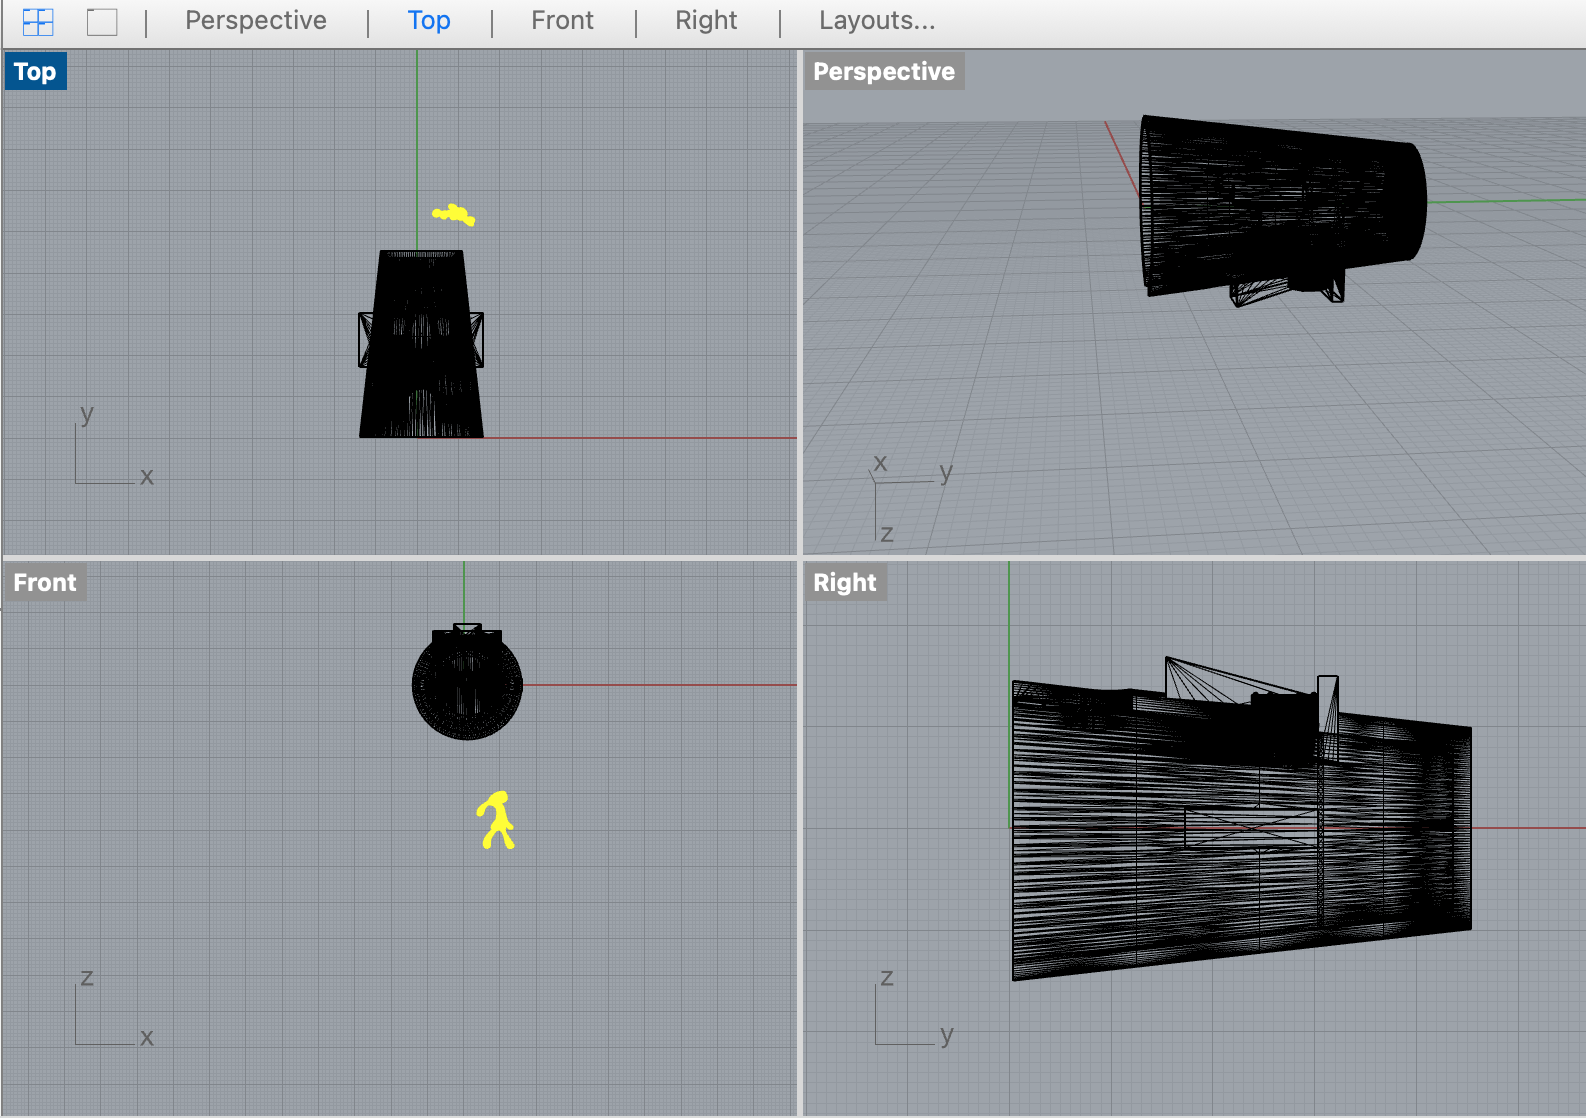 Perspective | Top | Front | Right | Layouts...
Top
y
x
Perspective
x
y
z
Front
z
x
Right
z
y